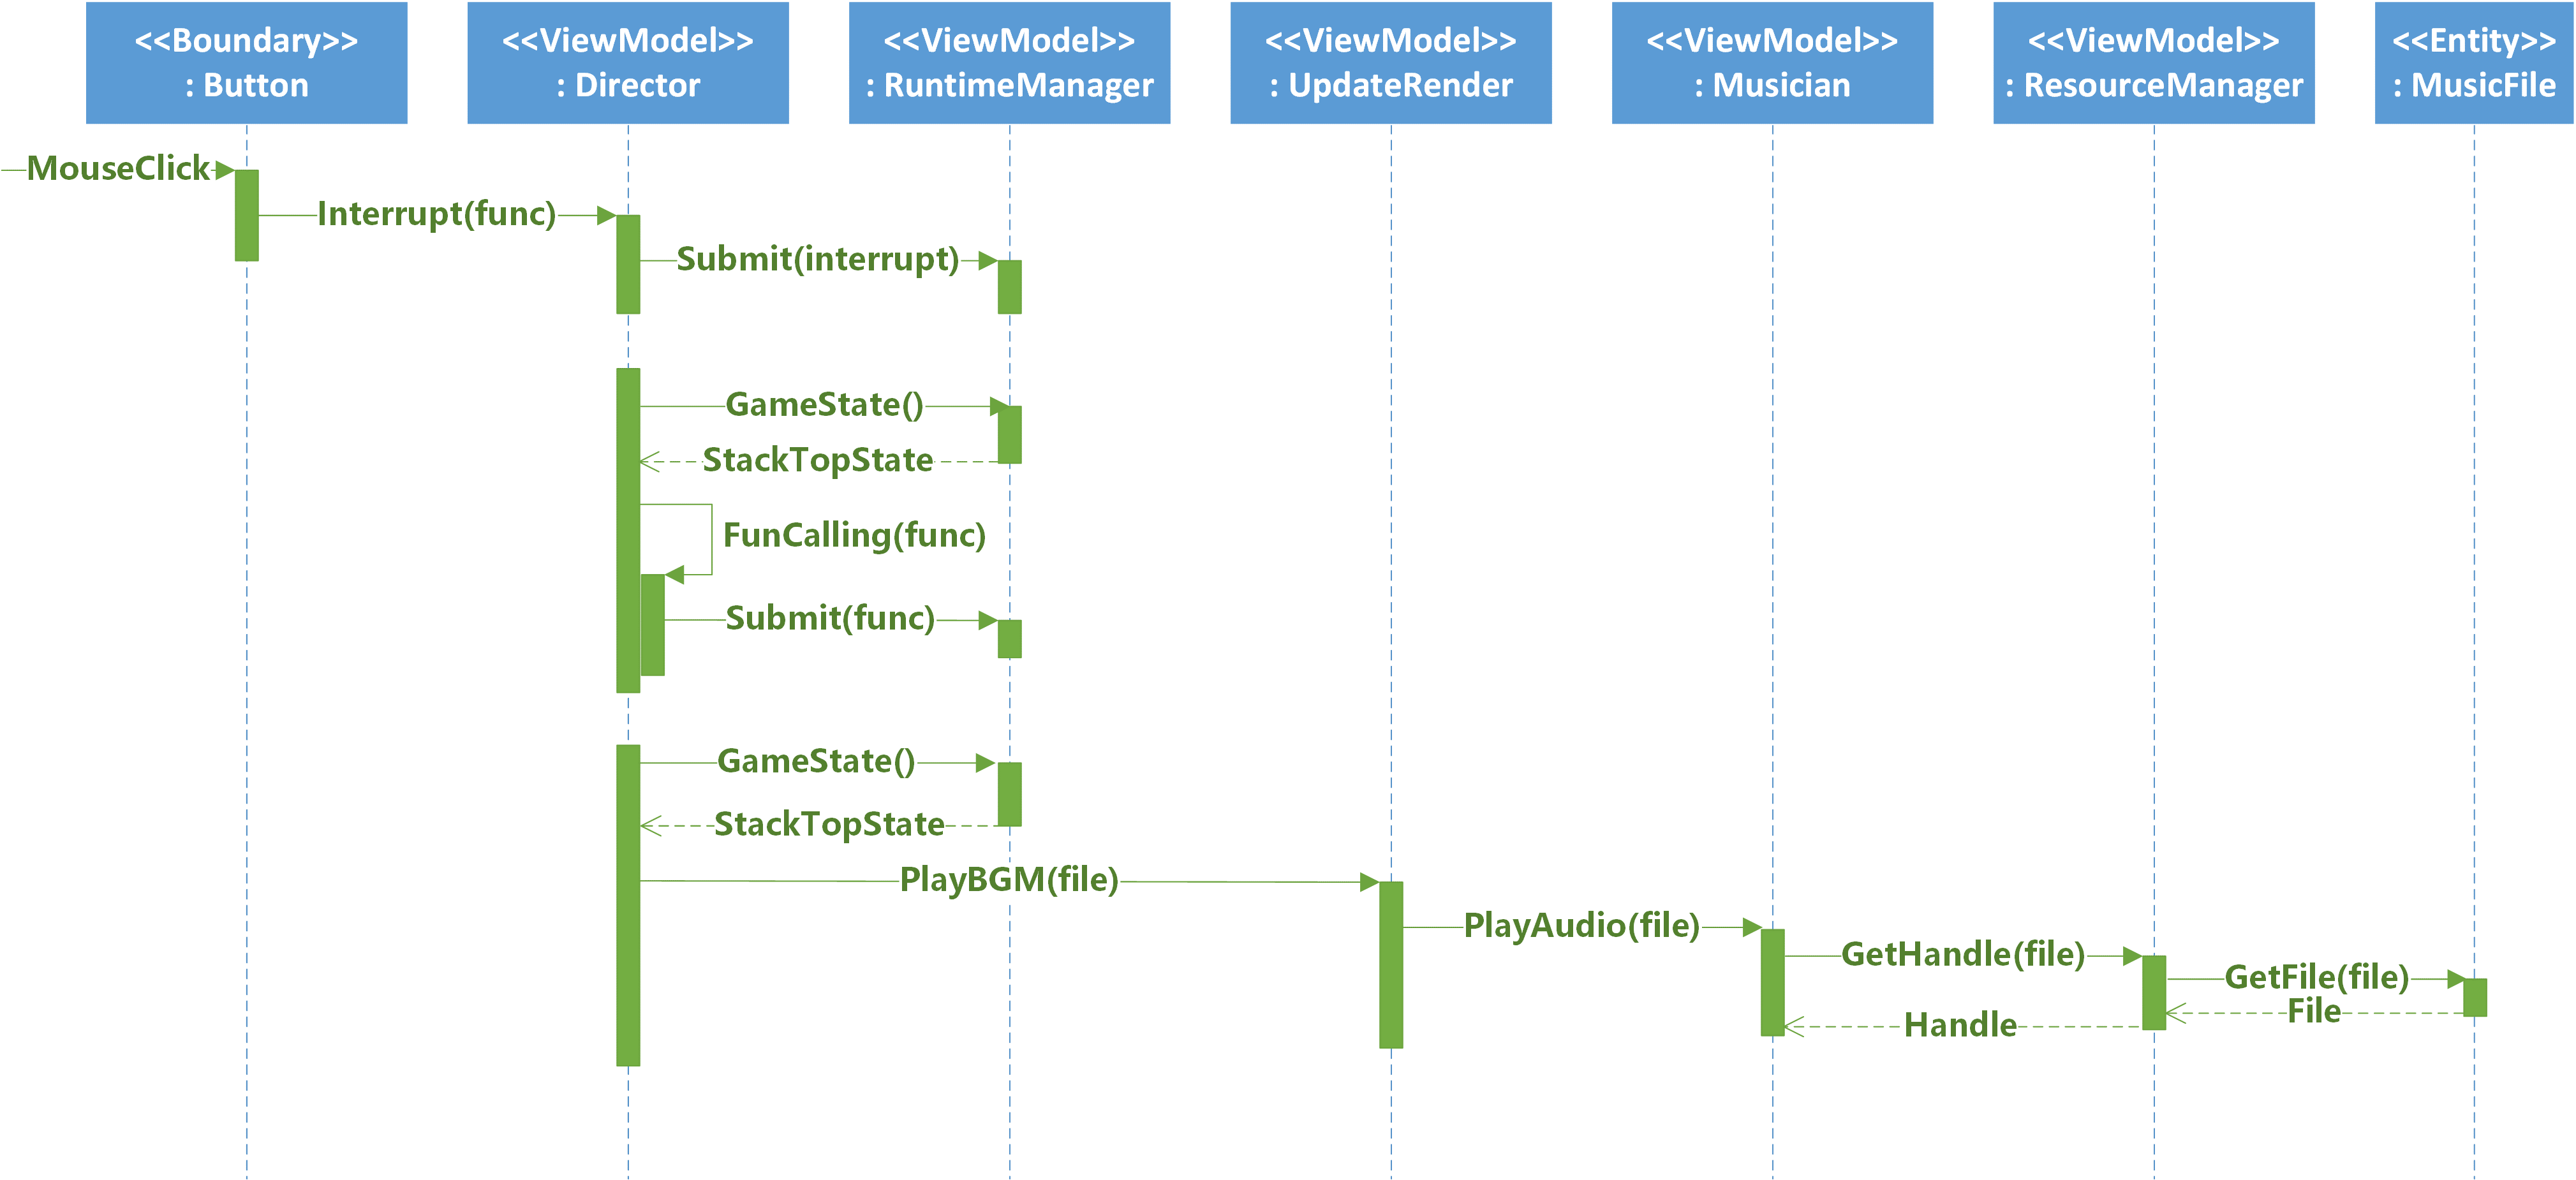 <<Boundary>>
: Button
<<ViewModel>>
: Director
<<ViewModel>>
: RuntimeManager
<<ViewModel>>
: UpdateRender
<<ViewModel>>
: Musician
<<ViewModel>>
: ResourceManager
<<Entity>>
: MusicFile
MouseClick
Interrupt(func)
Submit(interrupt)
GameState()
StackTopState
FunCalling(func)
Submit(func)
GameState()
StackTopState
PlayBGM(file)
PlayAudio(file)
GetHandle(file)
GetFile(file)
File
Handle